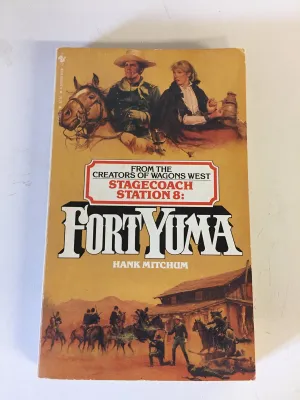 FROM THE
CREATORS OF WAGONS WEST
STAGECOACH
STATION 8:
FORT YUMA
HANK MITCHUM